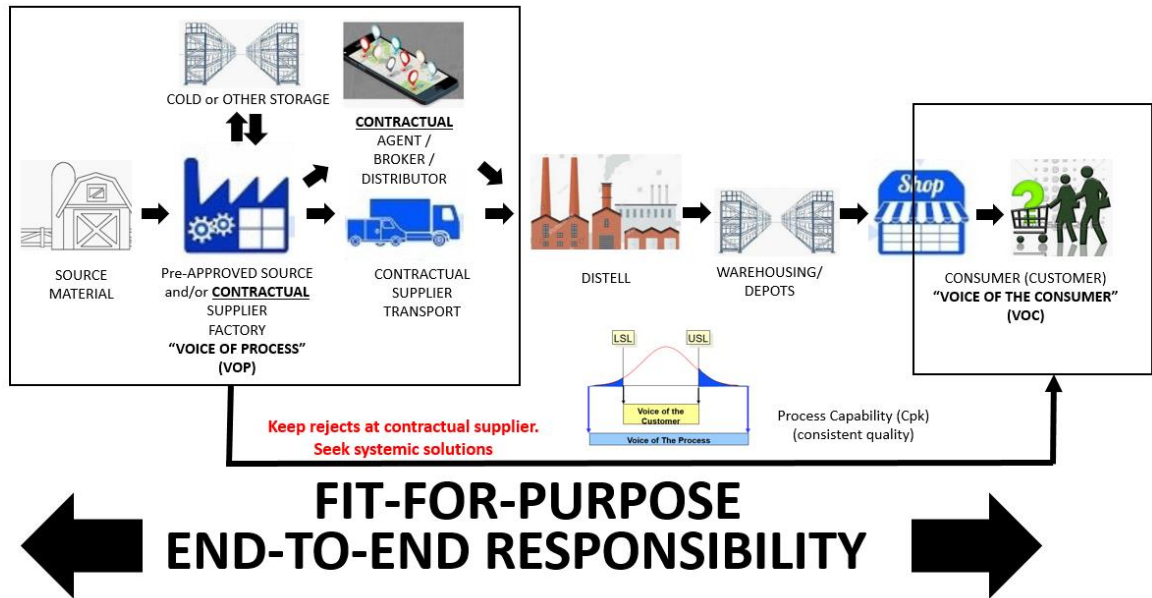 COLD or OTHER STORAGE
CONTRACTUAL
AGENT /
BROKER /
DISTRIBUTOR
SOURCE
MATERIAL
Pre-APPROVED SOURCE
and/or CONTRACTUAL
SUPPLIER
FACTORY
“VOICE OF PROCESS”
(VOP)
CONTRACTUAL
SUPPLIER
TRANSPORT
DISTELL
WAREHOUSING/
DEPOTS
Shop
CONSUMER (CUSTOMER)
“VOICE OF THE CONSUMER”
(VOC)
LSL
USL
Voice of the
Customer
Voice of The Process
Process Capability (Cpk)
(consistent quality)
Keep rejects at contractual supplier.
Seek systemic solutions
FIT-FOR-PURPOSE
END-TO-END RESPONSIBILITY